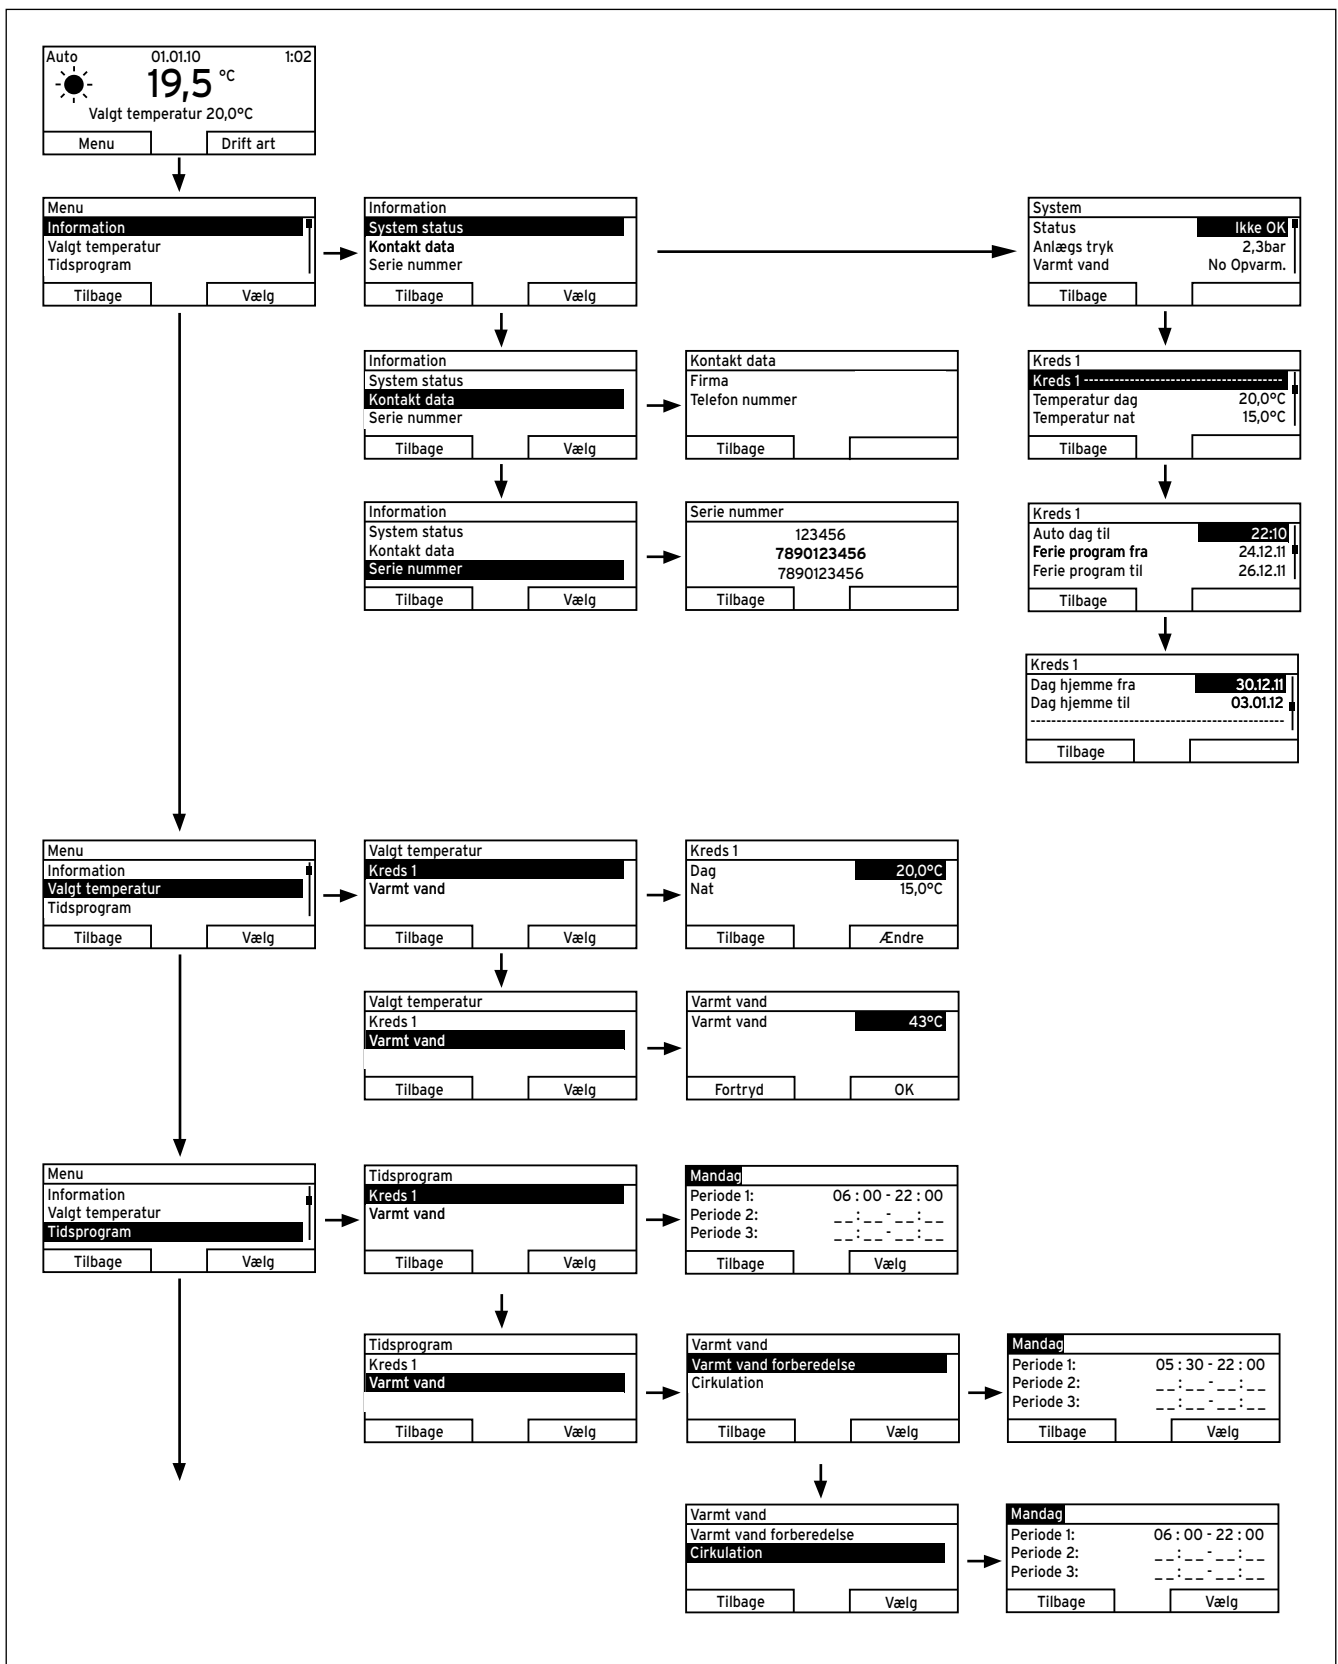 Auto 01.01.10 1:02
19,5 °C
Valgt temperatur 20,0°C
Menu Drift art
Menu
Information
Valgt temperatur
Tidsprogram
Tilbage Vælg
Information
System status
Kontakt data
Serie nummer
Tilbage Vælg
System
Status Ikke OK
Anlægs tryk 2,3bar
Varmt vand No Opvarm.
Tilbage
Information
System status
Kontakt data
Serie nummer
Tilbage Vælg
Kontakt data
Firma
Telefon nummer
Tilbage
Kreds 1
Kreds 1 ---------------------------------------
Temperatur dag 20,0°C
Temperatur nat 15,0°C
Tilbage
Information
System status
Kontakt data
Serie nummer
Tilbage Vælg
Serie nummer
123456
7890123456
7890123456
Tilbage
Kreds 1
Auto dag til 22:10
Ferie program fra 24.12.11
Ferie program til 26.12.11
Tilbage
Kreds 1
Dag hjemme fra 30.12.11
Dag hjemme til 03.01.12
--------------------------------------------------
Tilbage
Menu
Information
Valgt temperatur
Tidsprogram
Tilbage Vælg
Valgt temperatur
Kreds 1
Varmt vand
Tilbage Vælg
Kreds 1
Dag 20,0°C
Nat 15,0°C
Tilbage Ændre
Valgt temperatur
Kreds 1
Varmt vand
Tilbage Vælg
Varmt vand
Varmt vand 43°C
Fortryd OK
Menu
Information
Valgt temperatur
Tidsprogram
Tilbage Vælg
Tidsprogram
Kreds 1
Varmt vand
Tilbage Vælg
Mandag
Periode 1: 06 : 00 - 22 : 00
Periode 2: _ _ : _ _ - _ _ : _ _
Periode 3: _ _ : _ _ - _ _ : _ _
Tilbage Vælg
Tidsprogram
Kreds 1
Varmt vand
Tilbage Vælg
Varmt vand
Varmt vand forberedelse
Cirkulation
Tilbage Vælg
Mandag
Periode 1: 05 : 30 - 22 : 00
Periode 2: _ _ : _ _ - _ _ : _ _
Periode 3: _ _ : _ _ - _ _ : _ _
Tilbage Vælg
Varmt vand
Varmt vand forberedelse
Cirkulation
Tilbage Vælg
Mandag
Periode 1: 06 : 00 - 22 : 00
Periode 2: _ _ : _ _ - _ _ : _ _
Periode 3: _ _ : _ _ - _ _ : _ _
Tilbage Vælg